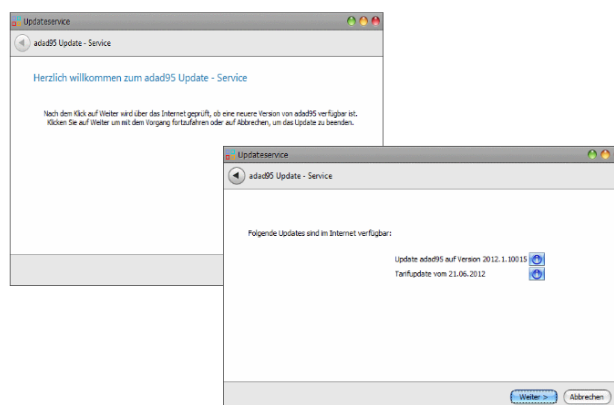 Updateservice
adad95 Update - Service
Herzlich willkommen zum adad95 Update - Service
Nach dem Klick auf Weiter wird über das Internet geprüft, ob eine neuere Version von adad95 verfügbar ist.
Klicken Sie auf Weiter um mit dem Vorgang fortzufahren oder auf Abbrechen, um das Update zu beenden.
Updateservice
adad95 Update - Service
Folgende Updates sind im Internet verfügbar:
Update adad95 auf Version 2012.1.10015
Tarifupdate vom 21.06.2012
Weiter > Abbrechen